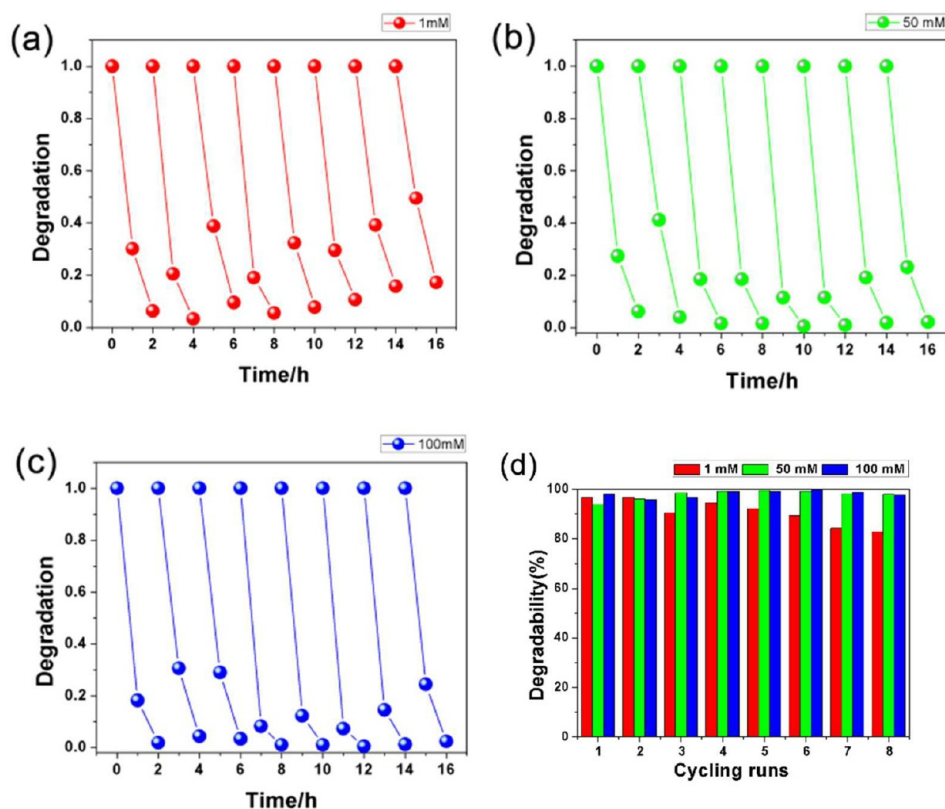 (a)
1mM
Degradation
1.0
0.8
0.6
0.4
0.2
0.0
0 2 4 6 8 10 12 14 16
Time/h
(b)
50 mM
Degradation
1.0
0.8
0.6
0.4
0.2
0.0
0 2 4 6 8 10 12 14 16
Time/h
(c)
100mM
Degradation
1.0
0.8
0.6
0.4
0.2
0.0
0 2 4 6 8 10 12 14 16
Time/h
(d)
1 mM 50 mM 100 mM
Degradability(%)
100
80
60
40
20
0
1 2 3 4 5 6 7 8
Cycling runs